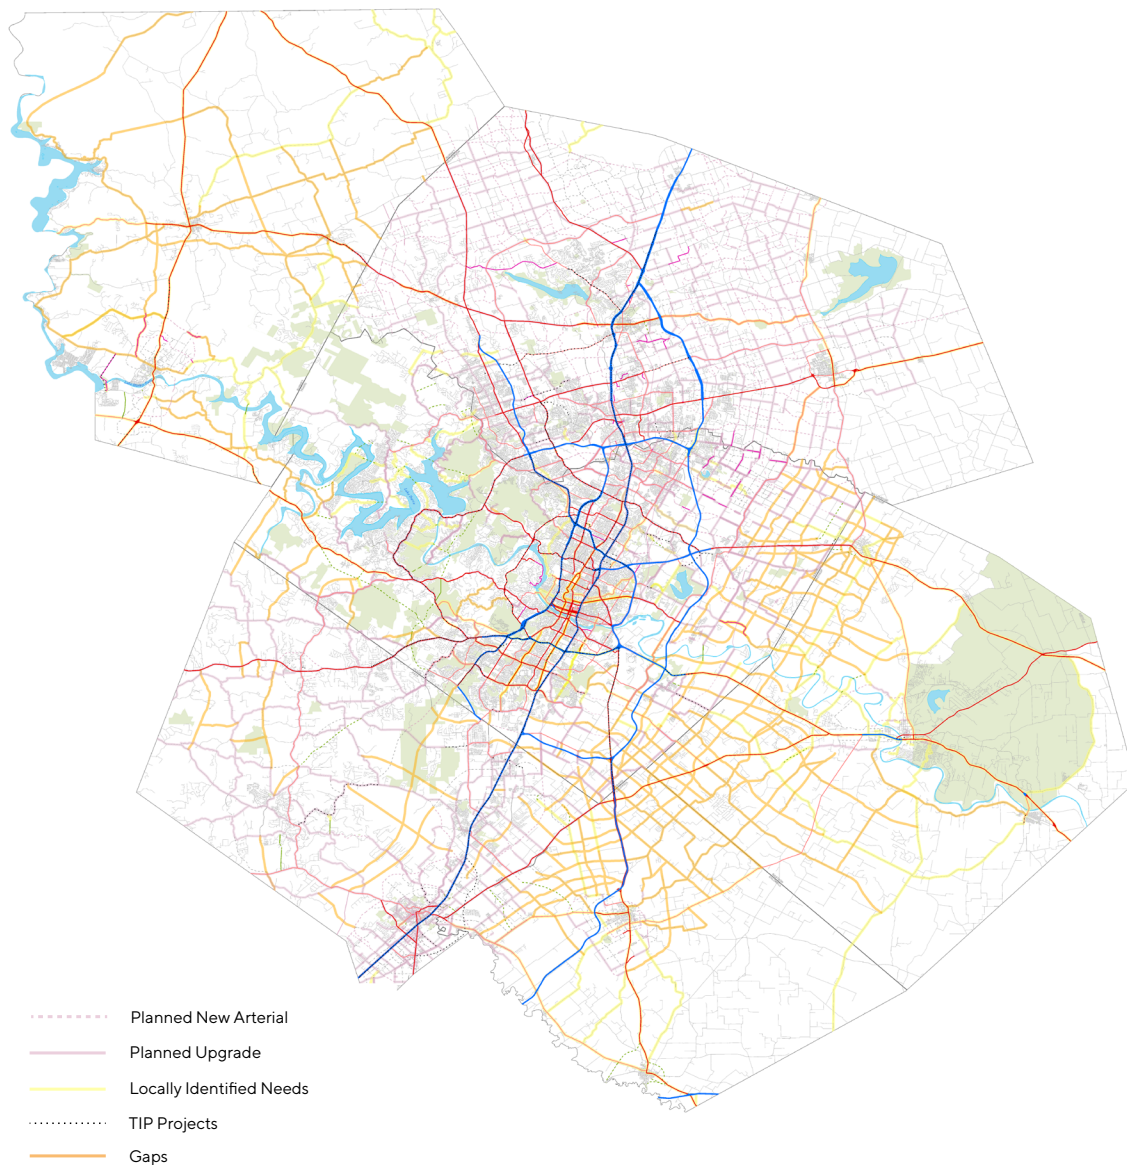 Planned New Arterial
Planned Upgrade
Locally Identified Needs
TIP Projects
Gaps